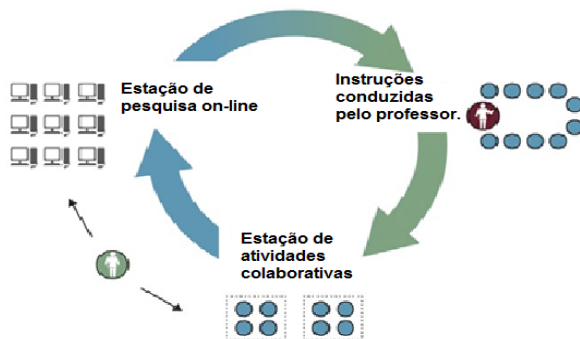 Estação de
pesquisa on-line
Instruções
conduzidas
pelo professor.
Estação de
atividades
colaborativas